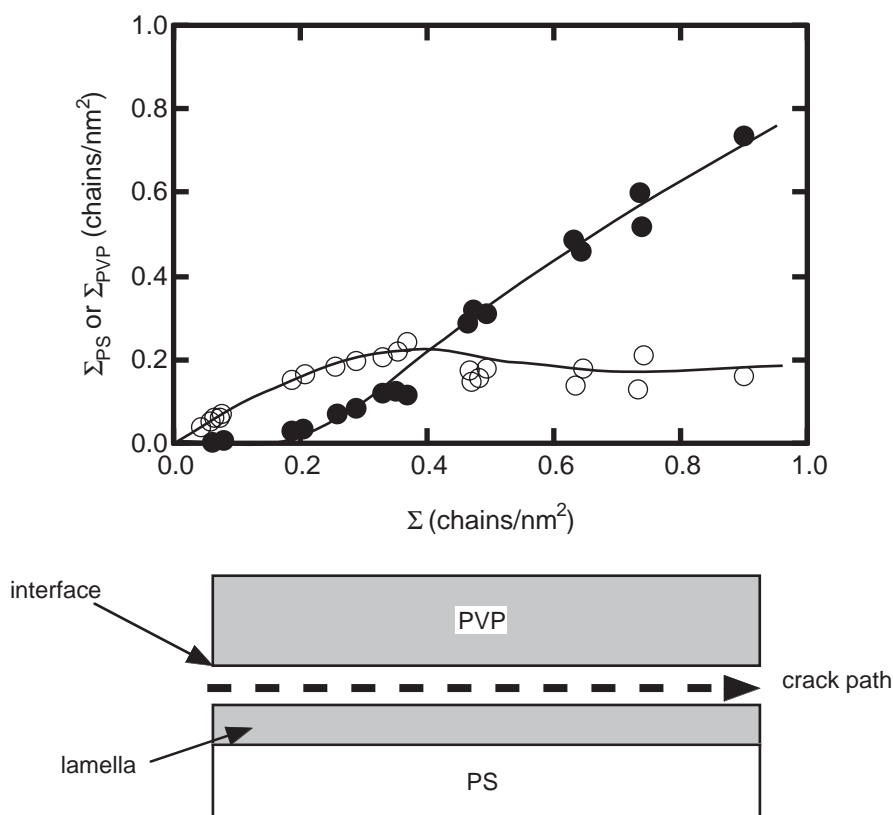 1.0
0.8
0.6
0.4
0.2
0.0
Σ_PS or Σ_PVP (chains/nm²)
0.0 0.2 0.4 0.6 0.8 1.0
Σ (chains/nm²)
interface
PVP
crack path
lamella
PS